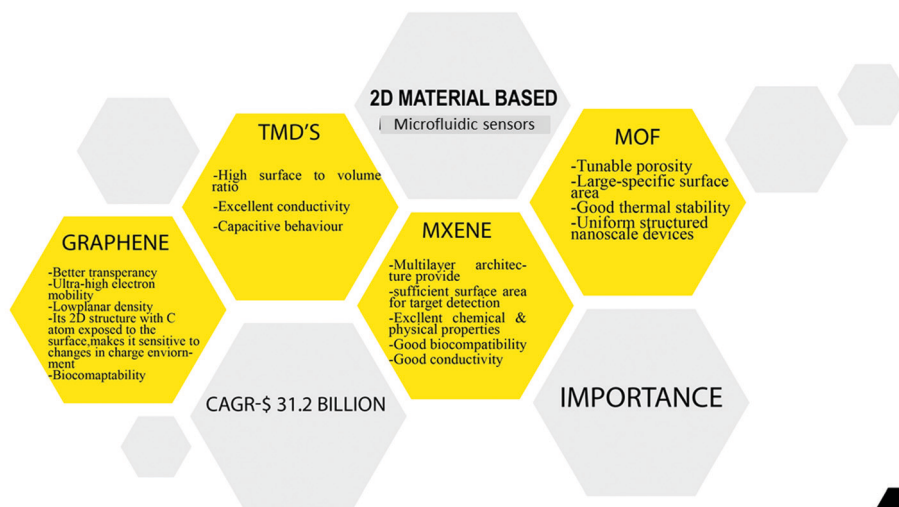 2D MATERIAL BASED
Microfluidic sensors
TMD'S
-High surface to volume
ratio
-Excellent conductivity
-Capacitive behaviour
MOF
-Tunable porosity
-Large-specific surface
area
-Good thermal stability
-Uniform structured
nanoscale devices
GRAPHENE
-Better transperancy
-Ultra-high electron
mobility
-Lowplanar density
-Its 2D structure with C
atom exposed to the
surface,makes it sensitive to
changes in charge enviorn-
ment
-Biocomaptability
MXENE
-Multilayer architec-
ture provide
-sufficient surface area
for target detection
-Excllent chemical &
physical properties
-Good biocompatibility
-Good conductivity
CAGR-$ 31.2 BILLION
IMPORTANCE